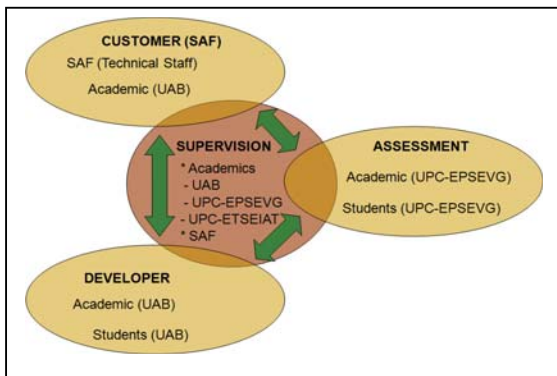 CUSTOMER (SAF)
SAF (Technical Staff)
Academic (UAB)
SUPERVISION
* Academics
- UAB
- UPC-EPSEVG
- UPC-ETSEIAT
* SAF
ASSESSMENT
Academic (UPC-EPSEVG)
Students (UPC-EPSEVG)
DEVELOPER
Academic (UAB)
Students (UAB)